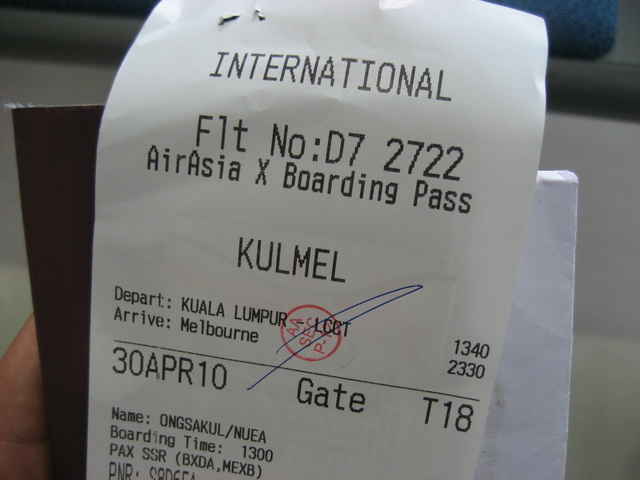 INTERNATIONAL
Flt No:D7 2722
AirAsia X Boarding Pass
KULMEL
Depart: KUALA LUMPUR - LCCT 1340
Arrive: Melbourne 2330
30APR10 Gate T18
Name: ONGSAKUL/NUEA
Boarding Time: 1300
PAX SSR (BXDA,MEXB)
PNR: